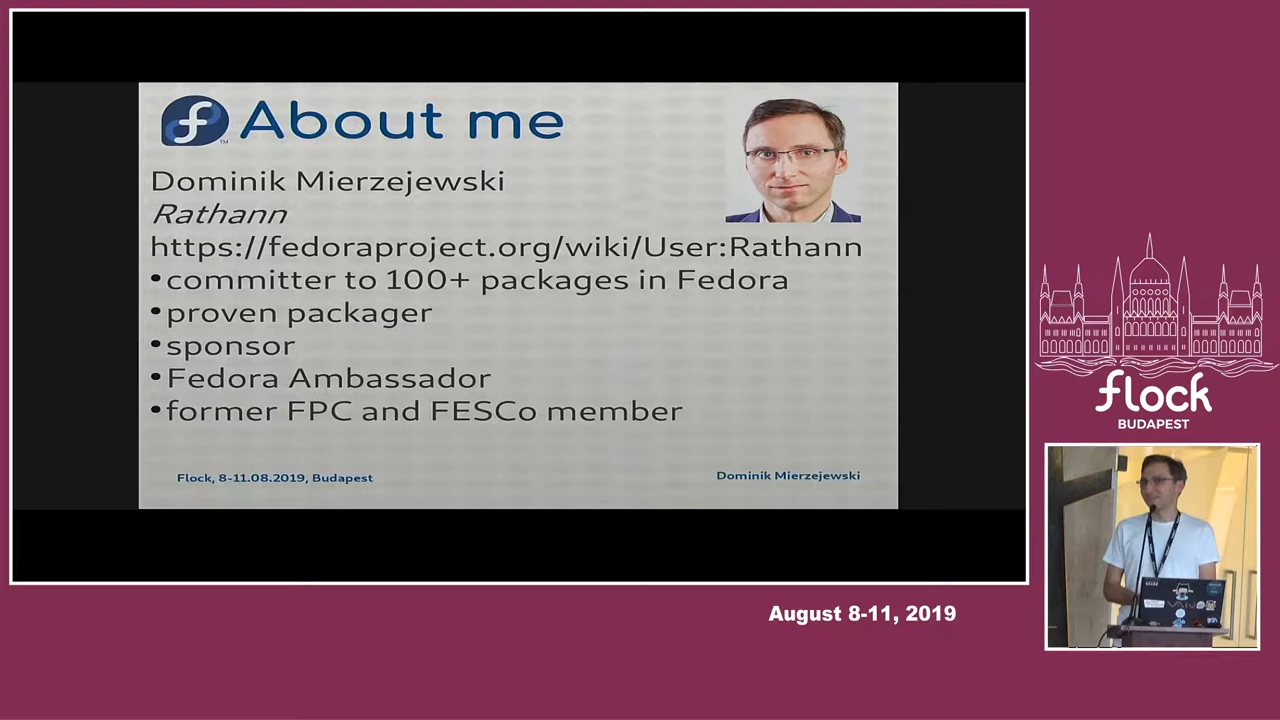 About me
Dominik Mierzejewski
Rathann
https://fedoraproject.org/wiki/User:Rathann
•committer to 100+ packages in Fedora
•proven packager
•sponsor
•Fedora Ambassador
•former FPC and FESCo member
Flock, 8-11.08.2019, Budapest
Dominik Mierzejewski
flock
BUDAPEST
August 8-11, 2019